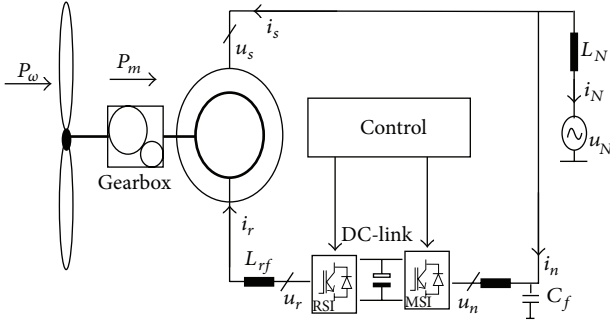 i_s
u_s
L_N
P_ω
P_m
i_N
Control
u_N
Gearbox
i_r
DC-link
L_rf
i_n
u_r
RSI
MSI
u_n
C_f